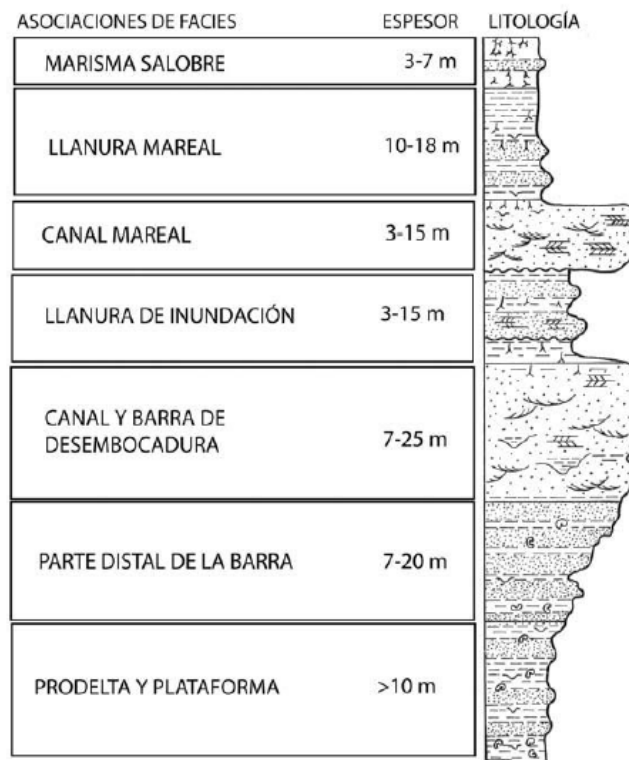 ASOCIACIONES DE FACIES ESPESOR LITOLOGÍA
MARISMA SALOBRE 3-7 m
LLANURA MAREAL 10-18 m
CANAL MAREAL 3-15 m
LLANURA DE INUNDACIÓN 3-15 m
CANAL Y BARRA DE
DESEMBOCADURA 7-25 m
PARTE DISTAL DE LA BARRA 7-20 m
PRODELTA Y PLATAFORMA >10 m